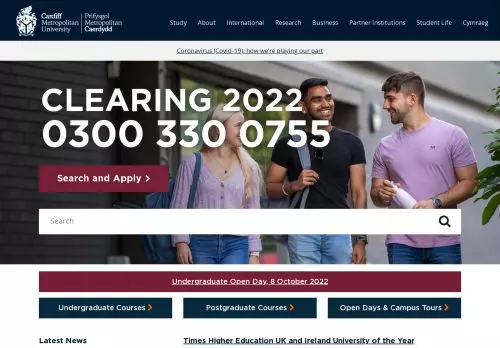 Cardiff
Metropolitan
University
Prifysgol
Metropolitan
Caerdydd
Study About International Research Business Partner Institutions Student Life Cymraeg
Coronavirus (Covid-19): how we're playing our part
CLEARING 2022
0300 330 0755
Search and Apply
Search
Undergraduate Open Day, 8 October 2022
Undergraduate Courses
Postgraduate Courses
Open Days & Campus Tours
Latest News
Times Higher Education UK and Ireland University of the Year